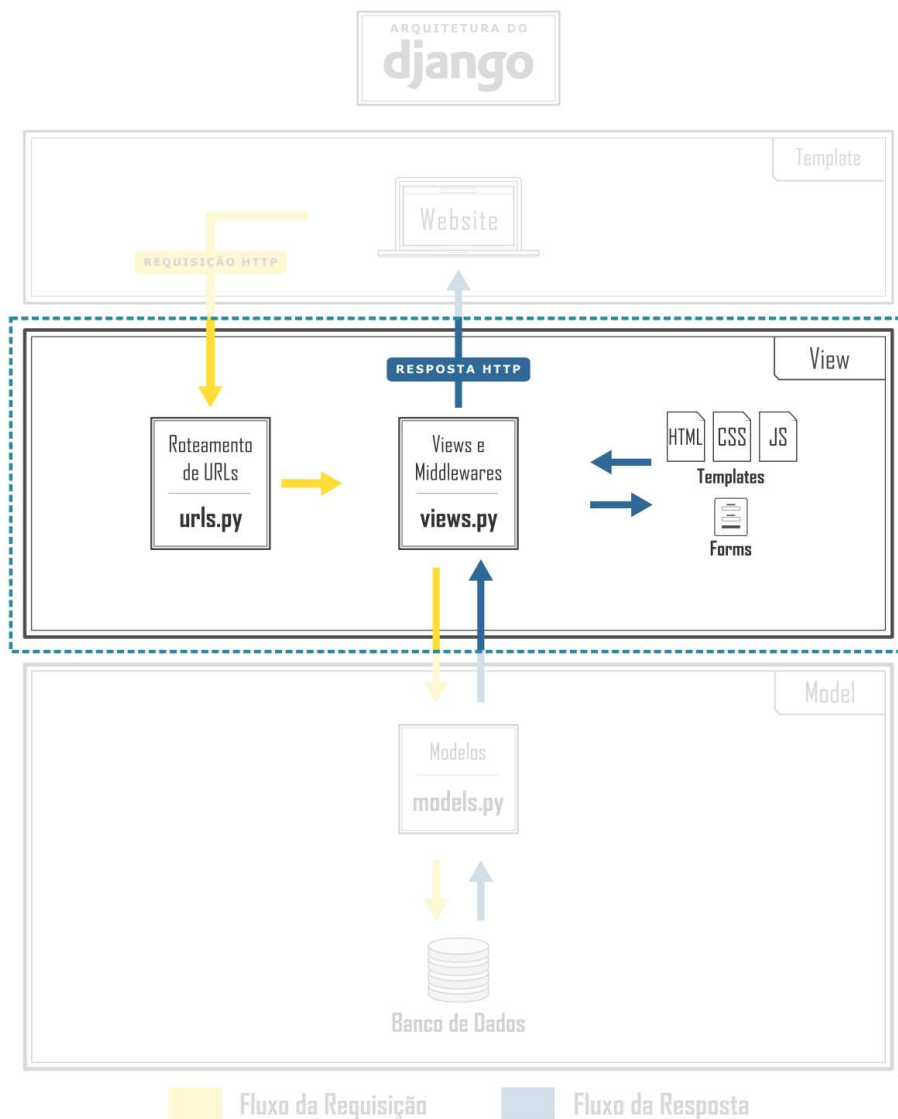 ARQUITETURA DO
django
Template
Website
REQUISIÇÃO HTTP
View
RESPOSTA HTTP
Roteamento
de URLs
urls.py
Views e
Middlewares
views.py
HTML
CSS
JS
Templates
Forms
Model
Modelos
models.py
Banco de Dados
Fluxo da Requisição
Fluxo da Resposta